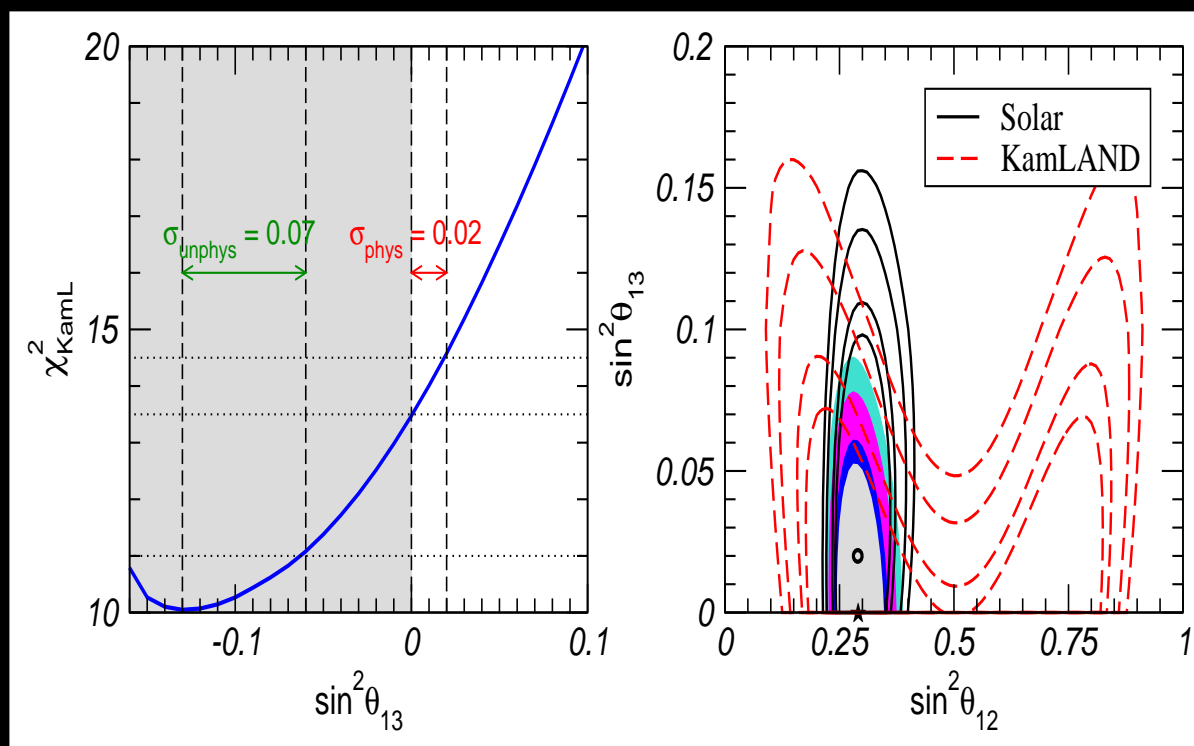 20
15
10
χ²KamL
σunphys = 0.07
σphys = 0.02
-0.1
0
0.1
sin²θ13
0.2
0.15
0.1
0.05
0
sin²θ13
Solar
KamLAND
0
0.25
0.5
0.75
1
sin²θ12